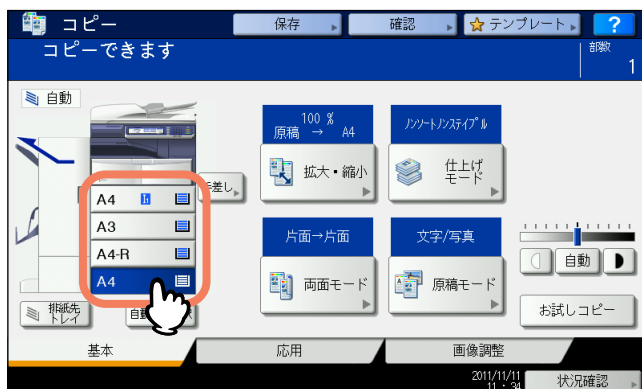 コピー
保存
確認
テンプレート
?
コピーできます
部数
1
自動
100 %
原稿 → A4
ノンソートノンステイプル
拡大・縮小
仕上げ
モード
差し
A4
A3
A4-R
A4
片面→片面
文字/写真
両面モード
原稿モード
自動
排紙先
トレイ
自動
お試しコピー
基本
応用
画像調整
2011/11/11
11:34
状況確認